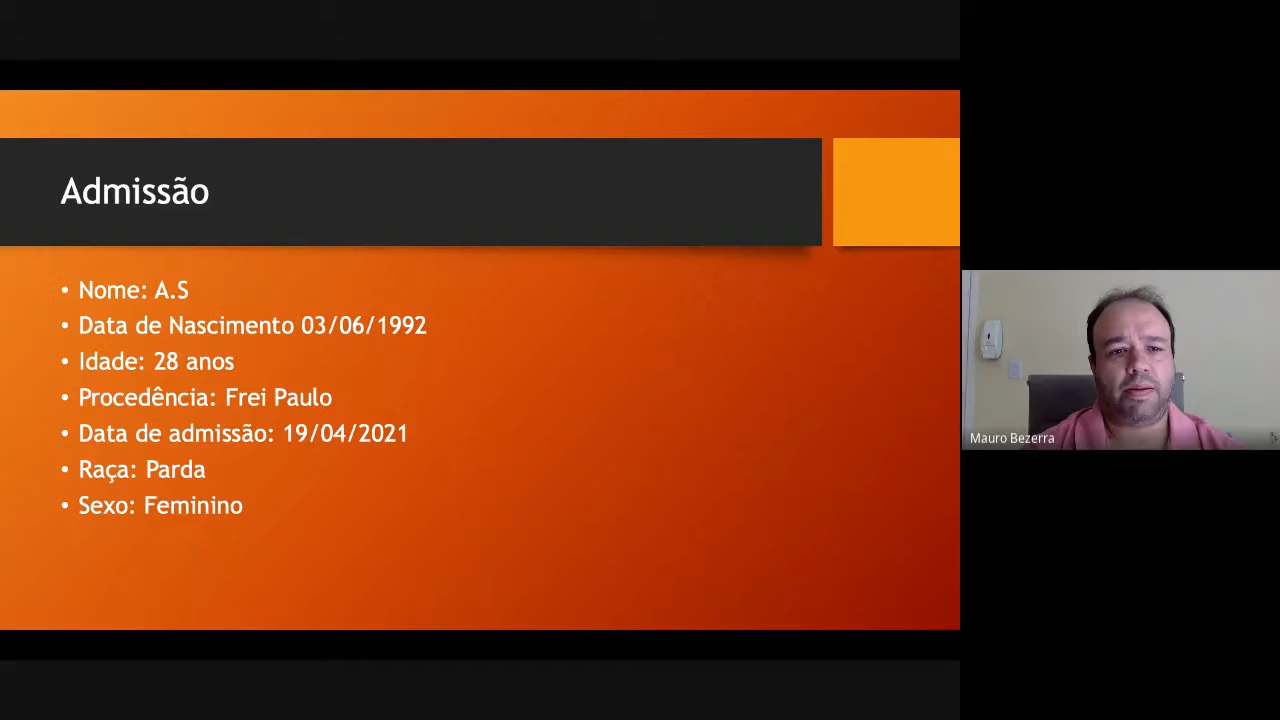 Admissão
• Nome: A.S
• Data de Nascimento 03/06/1992
• Idade: 28 anos
• Procedência: Frei Paulo
• Data de admissão: 19/04/2021
• Raça: Parda
• Sexo: Feminino
Mauro Bezerra